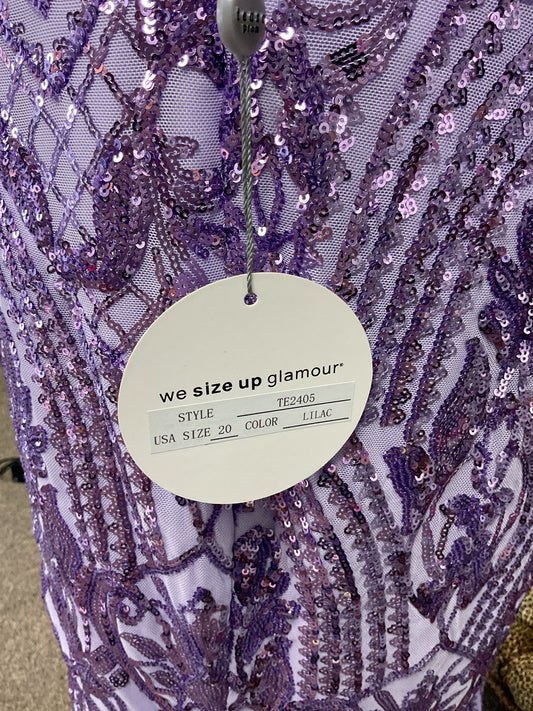 we size up glamour®
STYLE TE2405
USA SIZE 20 COLOR LILAC